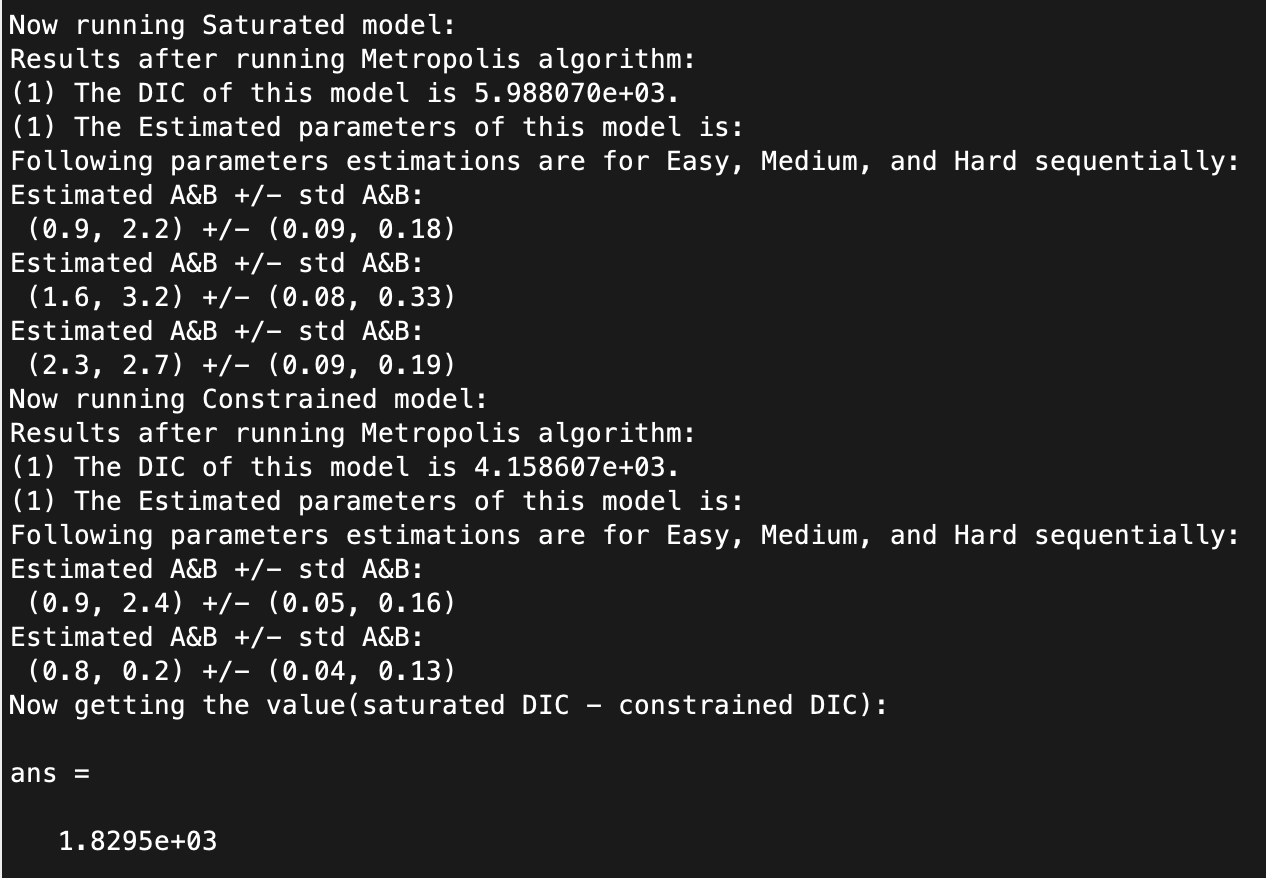 Now running Saturated model:
Results after running Metropolis algorithm:
(1) The DIC of this model is 5.988070e+03.
(1) The Estimated parameters of this model is:
Following parameters estimations are for Easy, Medium, and Hard sequentially:
Estimated A&B +/- std A&B:
(0.9, 2.2) +/- (0.09, 0.18)
Estimated A&B +/- std A&B:
(1.6, 3.2) +/- (0.08, 0.33)
Estimated A&B +/- std A&B:
(2.3, 2.7) +/- (0.09, 0.19)
Now running Constrained model:
Results after running Metropolis algorithm:
(1) The DIC of this model is 4.158607e+03.
(1) The Estimated parameters of this model is:
Following parameters estimations are for Easy, Medium, and Hard sequentially:
Estimated A&B +/- std A&B:
(0.9, 2.4) +/- (0.05, 0.16)
Estimated A&B +/- std A&B:
(0.8, 0.2) +/- (0.04, 0.13)
Now getting the value(saturated DIC - constrained DIC):
ans =
1.8295e+03